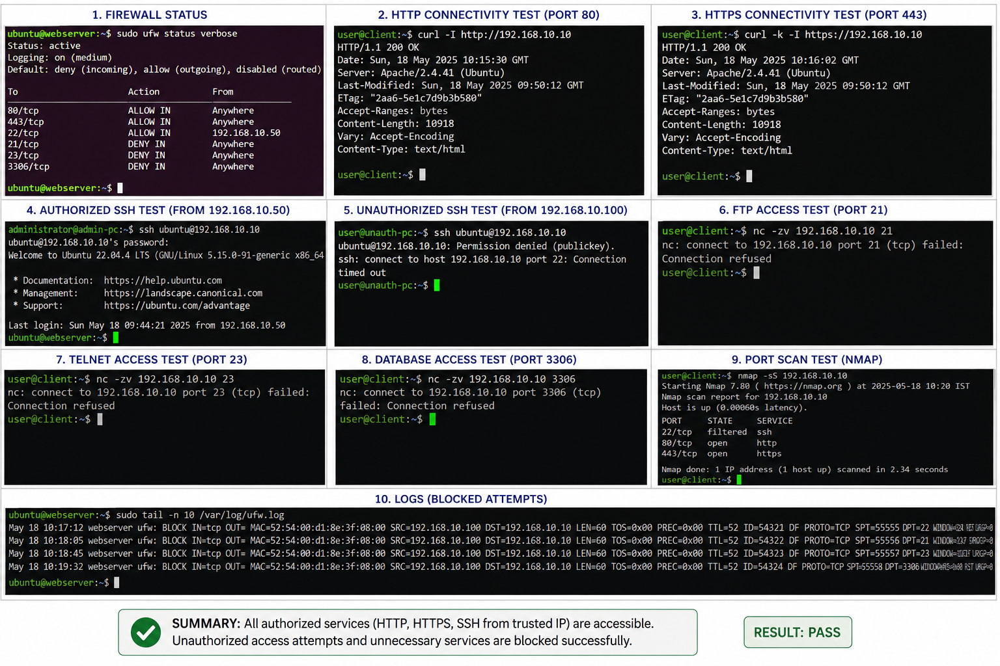 1. FIREWALL STATUS
ubuntu@webserver:~$ sudo ufw status verbose
Status: active
Logging: on (medium)
Default: deny (incoming), allow (outgoing), disabled (routed)
To Action From
80/tcp ALLOW IN Anywhere
443/tcp ALLOW IN Anywhere
22/tcp ALLOW IN 192.168.10.50
21/tcp DENY IN Anywhere
23/tcp DENY IN Anywhere
3306/tcp DENY IN Anywhere
ubuntu@webserver:~$
2. HTTP CONNECTIVITY TEST (PORT 80)
user@client:~$ curl -I http://192.168.10.10
HTTP/1.1 200 OK
Date: Sun, 18 May 2025 10:15:30 GMT
Server: Apache/2.4.41 (Ubuntu)
Last-Modified: Sun, 18 May 2025 09:50:12 GMT
ETag: "2aa6-5e1c7d9b3b580"
Accept-Ranges: bytes
Content-Length: 10918
Vary: Accept-Encoding
Content-Type: text/html
user@client:~$
3. HTTPS CONNECTIVITY TEST (PORT 443)
user@client:~$ curl -k -I https://192.168.10.10
HTTP/1.1 200 OK
Date: Sun, 18 May 2025 10:16:02 GMT
Server: Apache/2.4.41 (Ubuntu)
Last-Modified: Sun, 18 May 2025 09:50:12 GMT
ETag: "2aa6-5e1c7d9b3b580"
Accept-Ranges: bytes
Content-Length: 10918
Vary: Accept-Encoding
Content-Type: text/html
user@client:~$
4. AUTHORIZED SSH TEST (FROM 192.168.10.50)
administrator@admin-pc:~$ ssh ubuntu@192.168.10.10
ubuntu@192.168.10.10's password:
Welcome to Ubuntu 22.04.4 LTS (GNU/Linux 5.15.0-91-generic x86_64
* Documentation: https://help.ubuntu.com
* Management: https://landscape.canonical.com
* Support: https://ubuntu.com/advantage
Last login: Sun May 18 09:44:21 2025 from 192.168.10.50
ubuntu@webserver:~$
5. UNAUTHORIZED SSH TEST (FROM 192.168.10.100)
user@unauth-pc:~$ ssh ubuntu@192.168.10.10
ubuntu@192.168.10.10: Permission denied (publickey).
ssh: connect to host 192.168.10.10 port 22: Connection
timed out
user@unauth-pc:~$
6. FTP ACCESS TEST (PORT 21)
user@client:~$ nc -zv 192.168.10.10 21
nc: connect to 192.168.10.10 port 21 (tcp) failed:
Connection refused
user@client:~$
7. TELNET ACCESS TEST (PORT 23)
user@client:~$ nc -zv 192.168.10.10 23
nc: connect to 192.168.10.10 port 23 (tcp) failed:
Connection refused
user@client:~$
8. DATABASE ACCESS TEST (PORT 3306)
user@client:~$ nc -zv 192.168.10.10 3306
nc: connect to 192.168.10.10 port 3306 (tcp)
failed: Connection refused
user@client:~$
9. PORT SCAN TEST (NMAP)
user@client:~$ nmap -sS 192.168.10.10
Starting Nmap 7.80 ( https://nmap.org ) at 2025-05-18 10:20 IST
Nmap scan report for 192.168.10.10
Host is up (0.00060s latency).
PORT STATE SERVICE
22/tcp filtered ssh
80/tcp open http
443/tcp open https
Nmap done: 1 IP address (1 host up) scanned in 2.34 seconds
user@client:~$
10. LOGS (BLOCKED ATTEMPTS)
ubuntu@webserver:~$ sudo tail -n 10 /var/log/ufw.log
May 18 10:17:12 webserver ufw: BLOCK IN=tcp OUT= MAC=52:54:00:d1:8e:3f:08:00 SRC=192.168.10.100 DST=192.168.10.10 LEN=60 TOS=0x00 PREC=0x00 TTL=52 ID=54321 DF PROTO=TCP SPT=55555 DPT=22
May 18 10:18:05 webserver ufw: BLOCK IN=tcp OUT= MAC=52:54:00:d1:8e:3f:08:00 SRC=192.168.10.100 DST=192.168.10.10 LEN=60 TOS=0x00 PREC=0x00 TTL=52 ID=54322 DF PROTO=TCP SPT=55556 DPT=21
May 18 10:18:45 webserver ufw: BLOCK IN=tcp OUT= MAC=52:54:00:d1:8e:3f:08:00 SRC=192.168.10.100 DST=192.168.10.10 LEN=60 TOS=0x00 PREC=0x00 TTL=52 ID=54323 DF PROTO=TCP SPT=55557 DPT=23
May 18 10:19:32 webserver ufw: BLOCK IN=tcp OUT= MAC=52:54:00:d1:8e:3f:08:00 SRC=192.168.10.100 DST=192.168.10.10 LEN=60 TOS=0x00 PREC=0x00 TTL=52 ID=54324 DF PROTO=TCP SPT=55558 DPT=3306
ubuntu@webserver:~$
SUMMARY: All authorized services (HTTP, HTTPS, SSH from trusted IP) are accessible.
Unauthorized access attempts and unnecessary services are blocked successfully.
RESULT: PASS